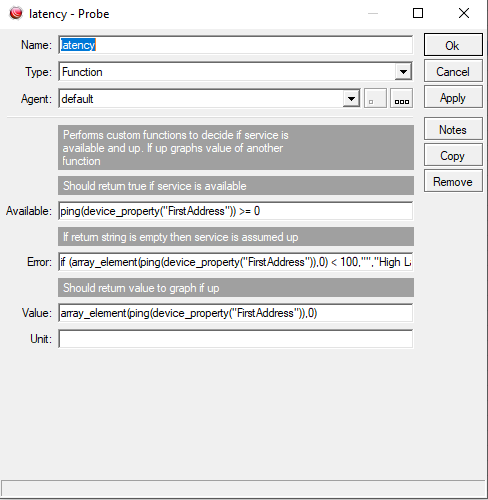 latency - Probe
Name:
latency
Ok
Type:
Function
Cancel
Agent:
default
Apply
Performs custom functions to decide if service is
available and up. If up graphs value of another
function
Notes
Copy
Should return true if service is available
Remove
Available:
ping(device_property("FirstAddress")) >= 0
If return string is empty then service is assumed up
Error:
if (array_element(ping(device_property("FirstAddress")),0) < 100,"","High L
Should return value to graph if up
Value:
array_element(ping(device_property("FirstAddress")),0)
Unit: